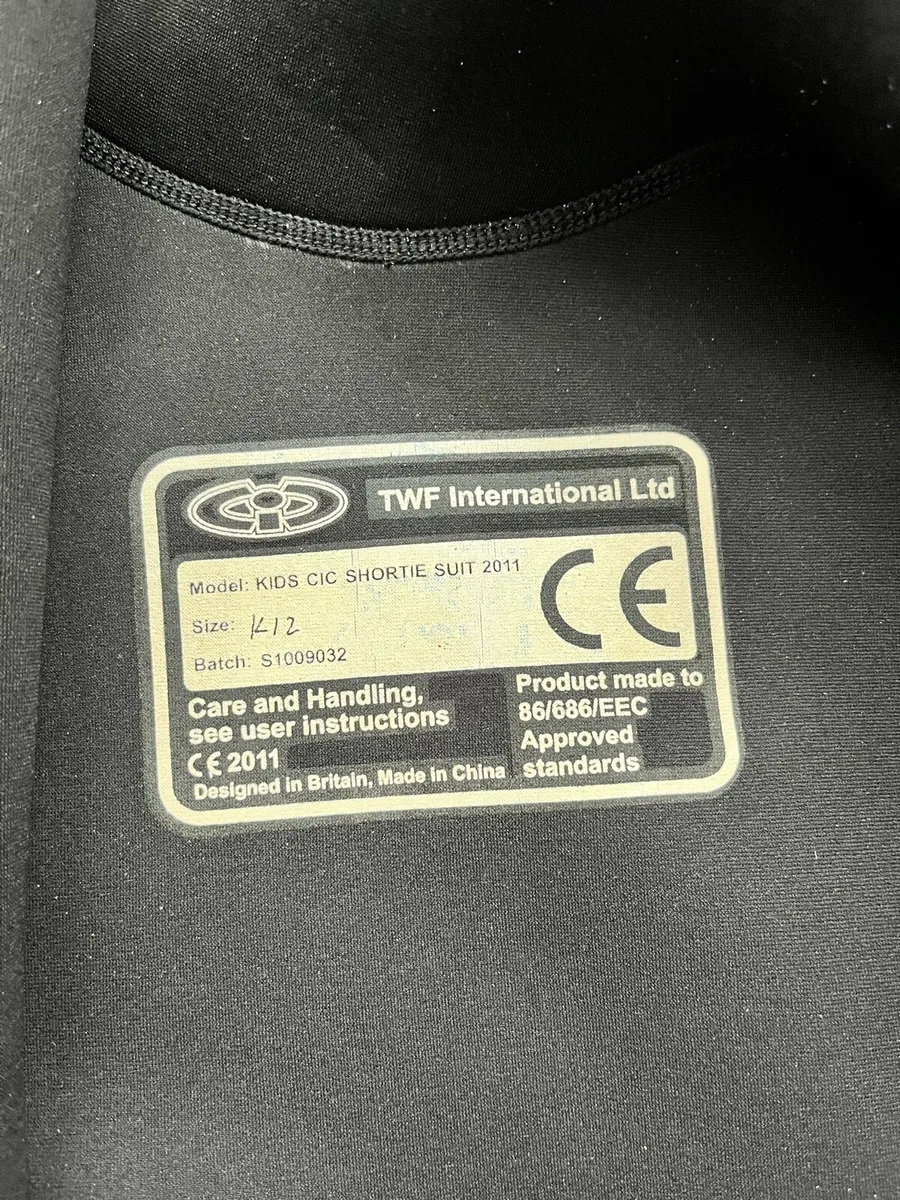 TWF International Ltd
Model: KIDS CIC SHORTIE SUIT 2011
Size: K12
Batch: S1009032
CE
Care and Handling,
see user instructions
CE 2011
Designed in Britain, Made in China
Product made to
86/686/EEC
Approved
standards